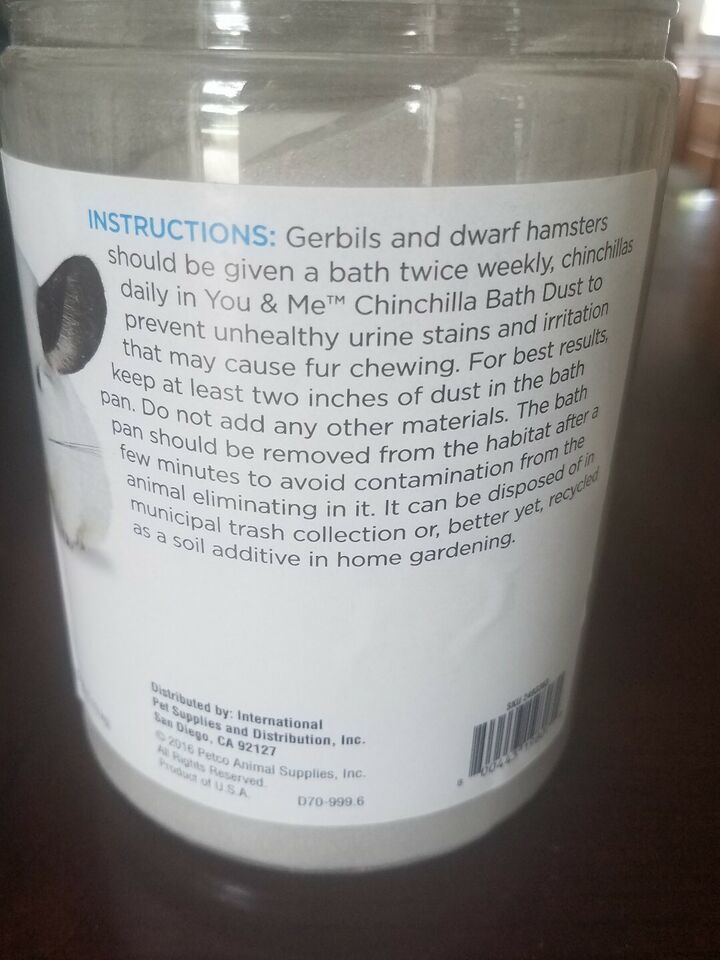 INSTRUCTIONS: Gerbils and dwarf hamsters
should be given a bath twice weekly, chinchillas
daily in You & Me™ Chinchilla Bath Dust to
prevent unhealthy urine stains and irritation
that may cause fur chewing. For best results,
keep at least two inches of dust in the bath
pan. Do not add any other materials. The bath
pan should be removed from the habitat after a
few minutes to avoid contamination from the
animal eliminating in it. It can be disposed of in
municipal trash collection or, better yet, recycled
as a soil additive in home gardening.
Distributed by: International
Pet Supplies and Distribution, Inc.
San Diego, CA 92127
© 2016 Petco Animal Supplies, Inc.
All Rights Reserved.
Product of U.S.A.
D70-999.6
SKU